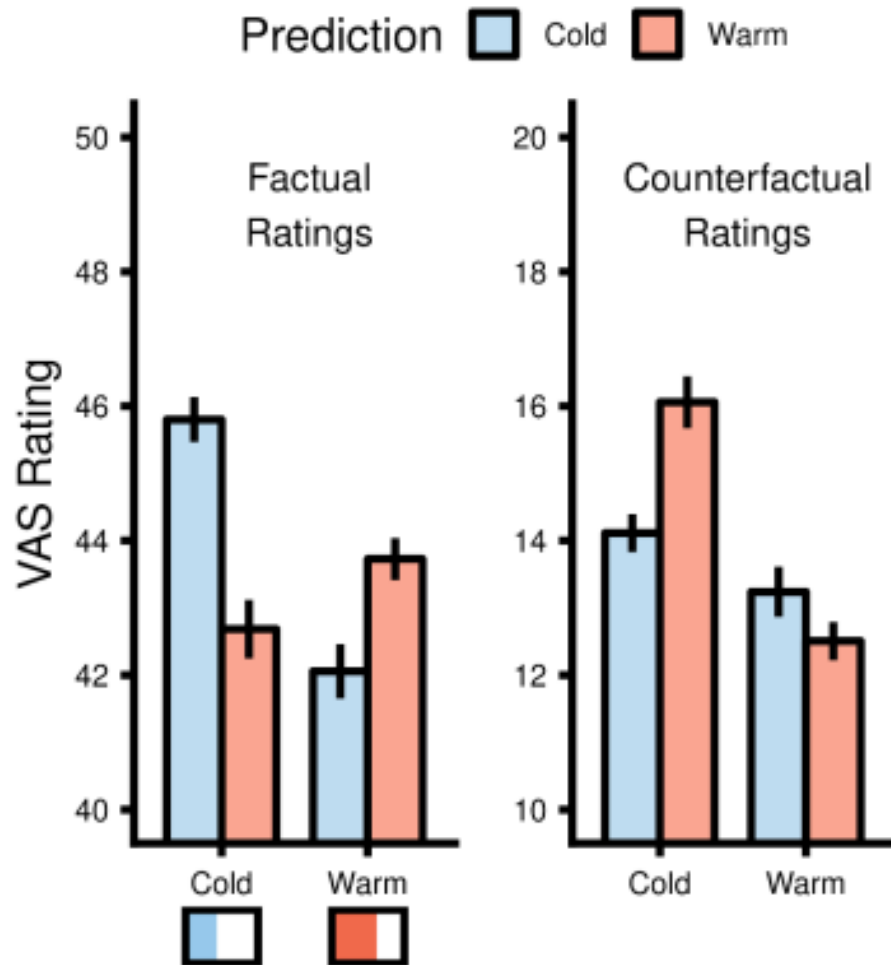 Prediction Cold Warm
Factual
Ratings
Counterfactual
Ratings
VAS Rating
50
48
46
44
42
40
Cold Warm
20
18
16
14
12
10
Cold Warm